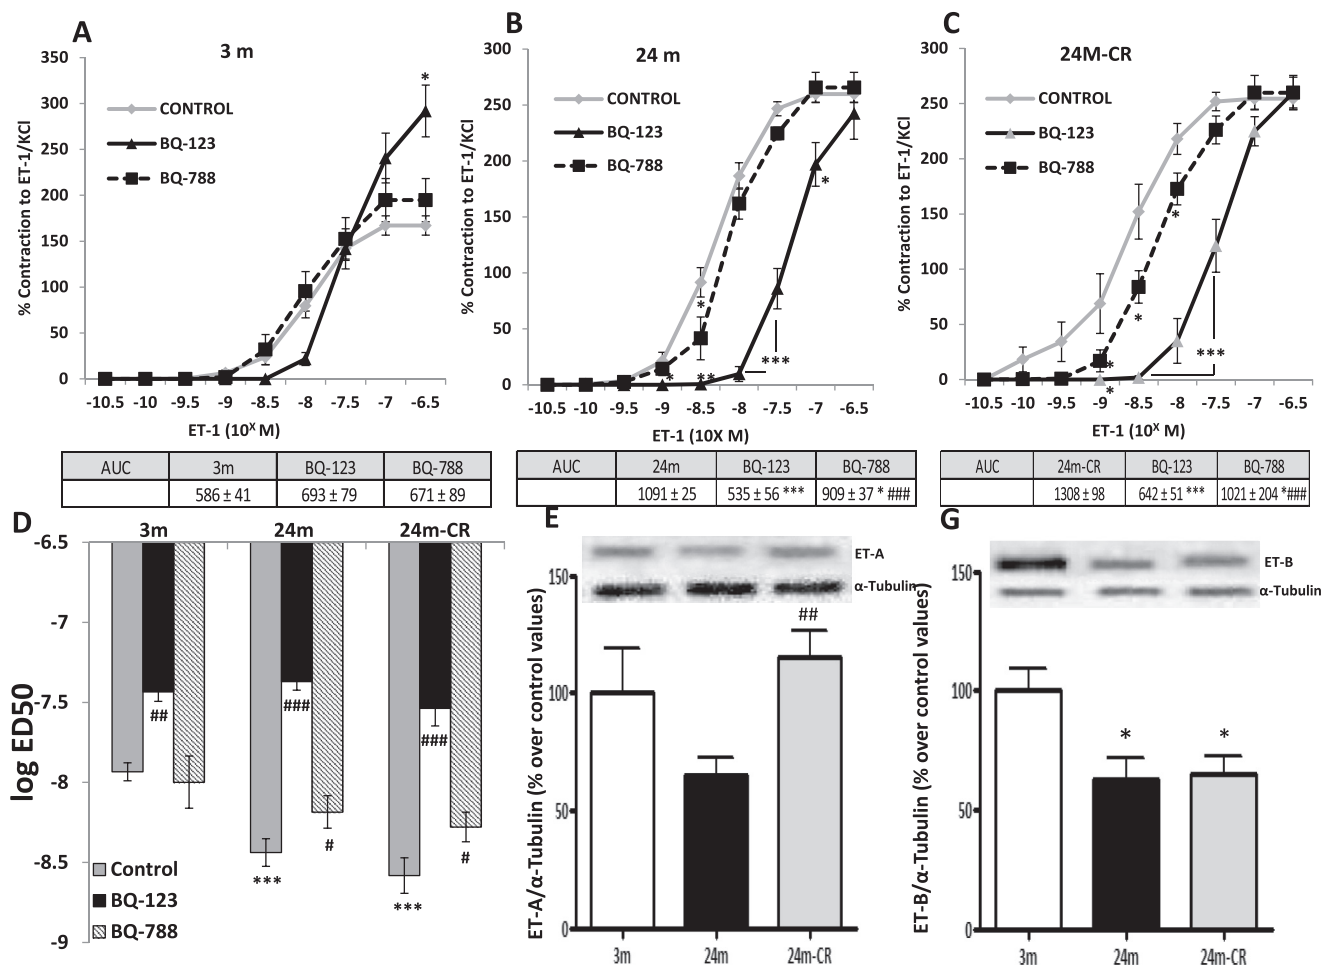 A
3 m
350
300
250
200
150
100
50
0
% Contraction to ET-1/KCl
CONTROL
BQ-123
BQ-788
*
-10.5 -10 -9.5 -9 -8.5 -8 -7.5 -7 -6.5
ET-1 (10^X M)
AUC 3m BQ-123 BQ-788
586 ± 41 693 ± 79 671 ± 89
B
24 m
300
250
200
150
100
50
0
% Contraction to ET-1/KCl
CONTROL
BQ-123
BQ-788
*
*
***
*
**
-10.5 -10 -9.5 -9 -8.5 -8 -7.5 -7 -6.5
ET-1 (10X M)
AUC 24m BQ-123 BQ-788
1091 ± 25 535 ± 56 *** 909 ± 37 * ###
C
24M-CR
300
250
200
150
100
50
0
% Contraction to ET-1/KCl
CONTROL
BQ-123
BQ-788
*
*
***
*
*
-10.5 -10 -9.5 -9 -8.5 -8 -7.5 -7 -6.5
ET-1 (10^X M)
AUC 24m-CR BQ-123 BQ-788
1308 ± 98 642 ± 51 *** 1021 ± 204 *###
D
3m 24m 24m-CR
-6.5
-7
-7.5
-8
-8.5
-9
log ED50
##
###
###
#
#
***
***
Control
BQ-123
BQ-788
E
ET-A
α-Tubulin
150
100
50
0
ET-A/α-Tubulin (% over control values)
##
3m 24m 24m-CR
G
ET-B
α-Tubulin
150
100
50
0
ET-B/α-Tubulin (% over control values)
* *
3m 24m 24m-CR